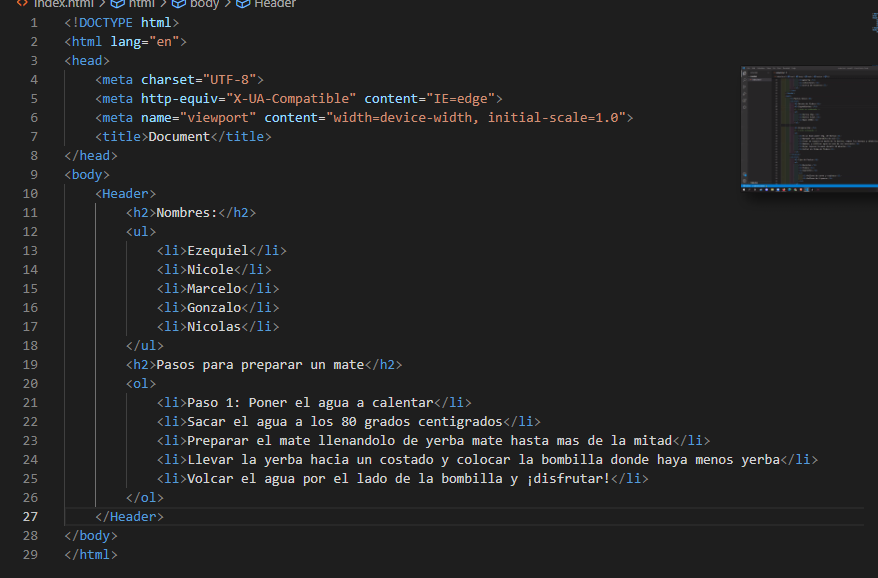 index.html > html > body > Header
1 <!DOCTYPE html>
2 <html lang="en">
3 <head>
4 <meta charset="UTF-8">
5 <meta http-equiv="X-UA-Compatible" content="IE=edge">
6 <meta name="viewport" content="width=device-width, initial-scale=1.0">
7 <title>Document</title>
8 </head>
9 <body>
10 <Header>
11 <h2>Nombres:</h2>
12 <ul>
13 <li>Ezequiel</li>
14 <li>Nicole</li>
15 <li>Marcelo</li>
16 <li>Gonzalo</li>
17 <li>Nicolas</li>
18 </ul>
19 <h2>Pasos para preparar un mate</h2>
20 <ol>
21 <li>Paso 1: Poner el agua a calentar</li>
22 <li>Sacar el agua a los 80 grados centigrados</li>
23 <li>Preparar el mate llenandolo de yerba mate hasta mas de la mitad</li>
24 <li>Llevar la yerba hacia un costado y colocar la bombilla donde haya menos yerba</li>
25 <li>Volcar el agua por el lado de la bombilla y ¡disfrutar!</li>
26 </ol>
27 </Header>
28 </body>
29 </html>